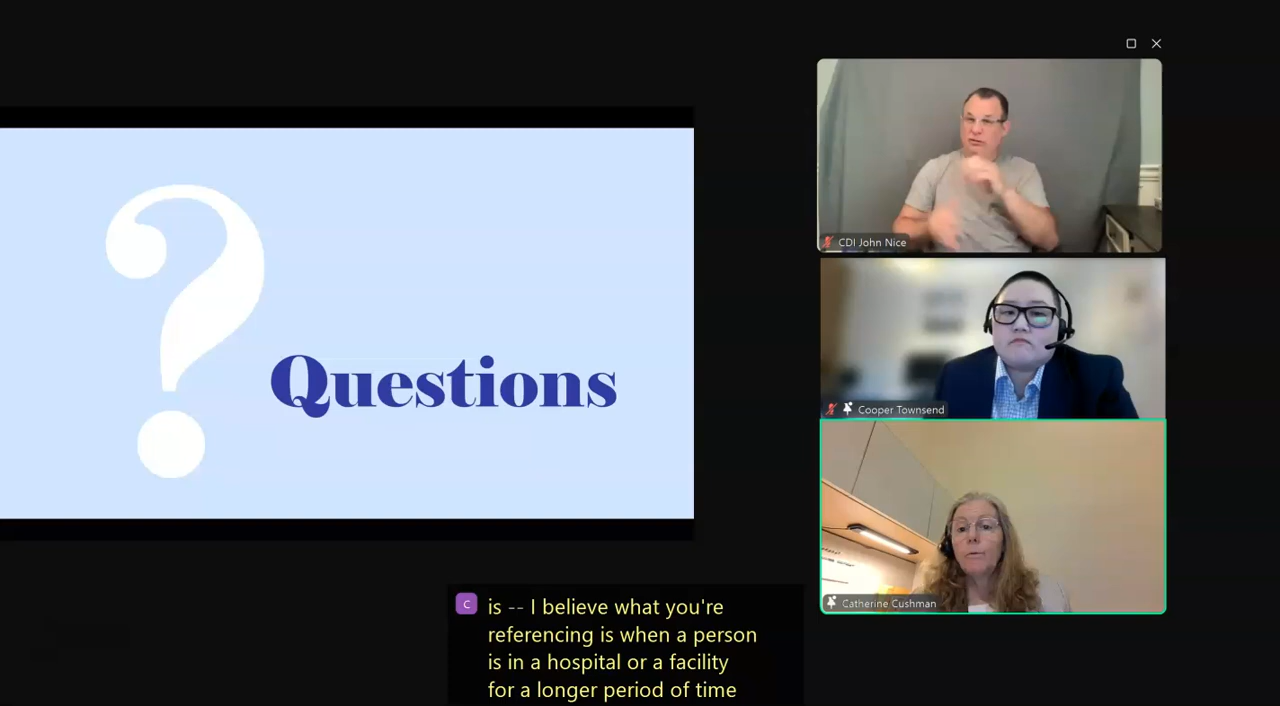 Questions
CDI John Nice
Cooper Townsend
Catherine Cushman
C
is -- I believe what you're
referencing is when a person
is in a hospital or a facility
for a longer period of time